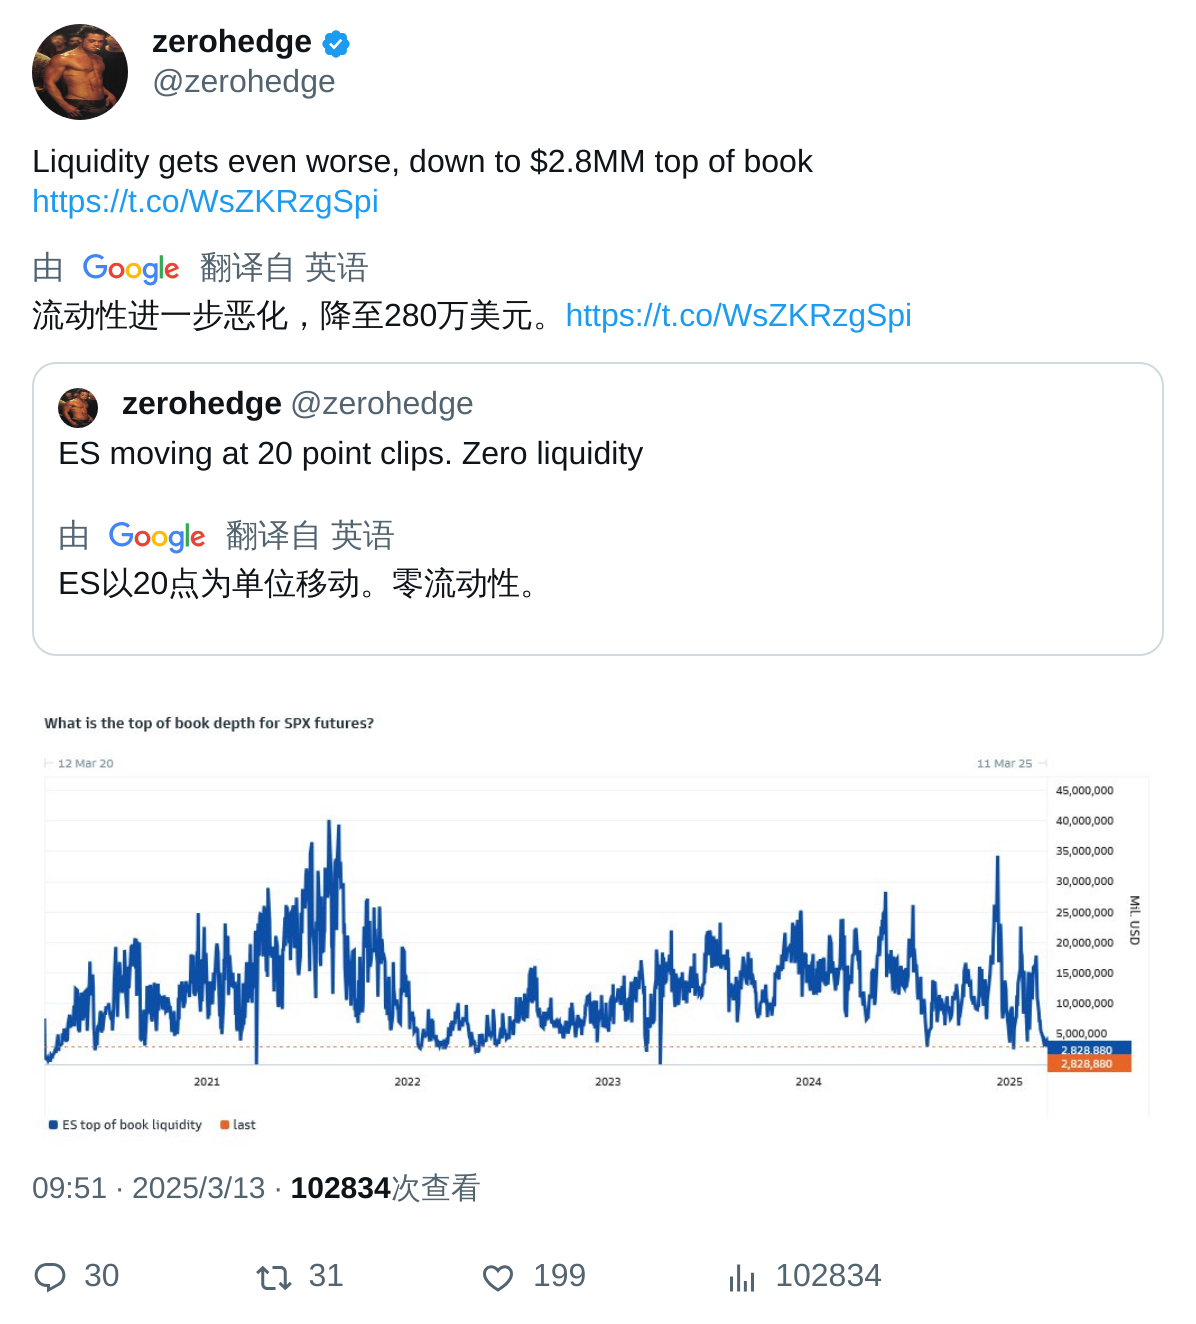 zerohedge
@zerohedge
Liquidity gets even worse, down to $2.8MM top of book
https://t.co/WsZKRzgSpi
由 Google 翻译自 英语
流动性进一步恶化，降至280万美元。https://t.co/WsZKRzgSpi
zerohedge @zerohedge
ES moving at 20 point clips. Zero liquidity
由 Google 翻译自 英语
ES以20点为单位移动。零流动性。
What is the top of book depth for SPX futures?
12 Mar 20
11 Mar 25
45,000,000
40,000,000
35,000,000
30,000,000
25,000,000
20,000,000
15,000,000
10,000,000
5,000,000
2,828,880
2,828,880
Mil. USD
2021 2022 2023 2024 2025
ES top of book liquidity last
09:51 · 2025/3/13 · 102834次查看
30 31 199 102834